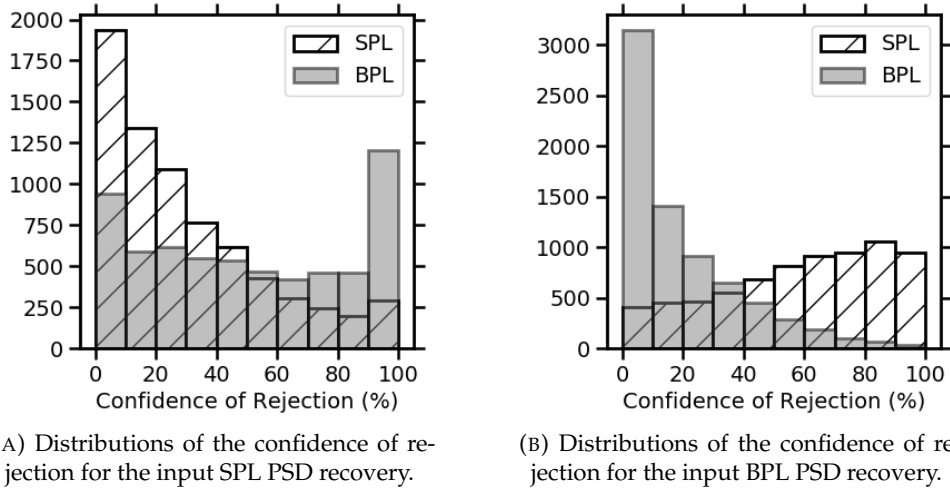 2000
1750
1500
1250
1000
750
500
250
0
SPL
BPL
0 20 40 60 80 100
Confidence of Rejection (%)
3000
2500
2000
1500
1000
500
0
SPL
BPL
0 20 40 60 80 100
Confidence of Rejection (%)
A) Distributions of the confidence of re-
jection for the input SPL PSD recovery.
(B) Distributions of the confidence of re
jection for the input BPL PSD recovery.